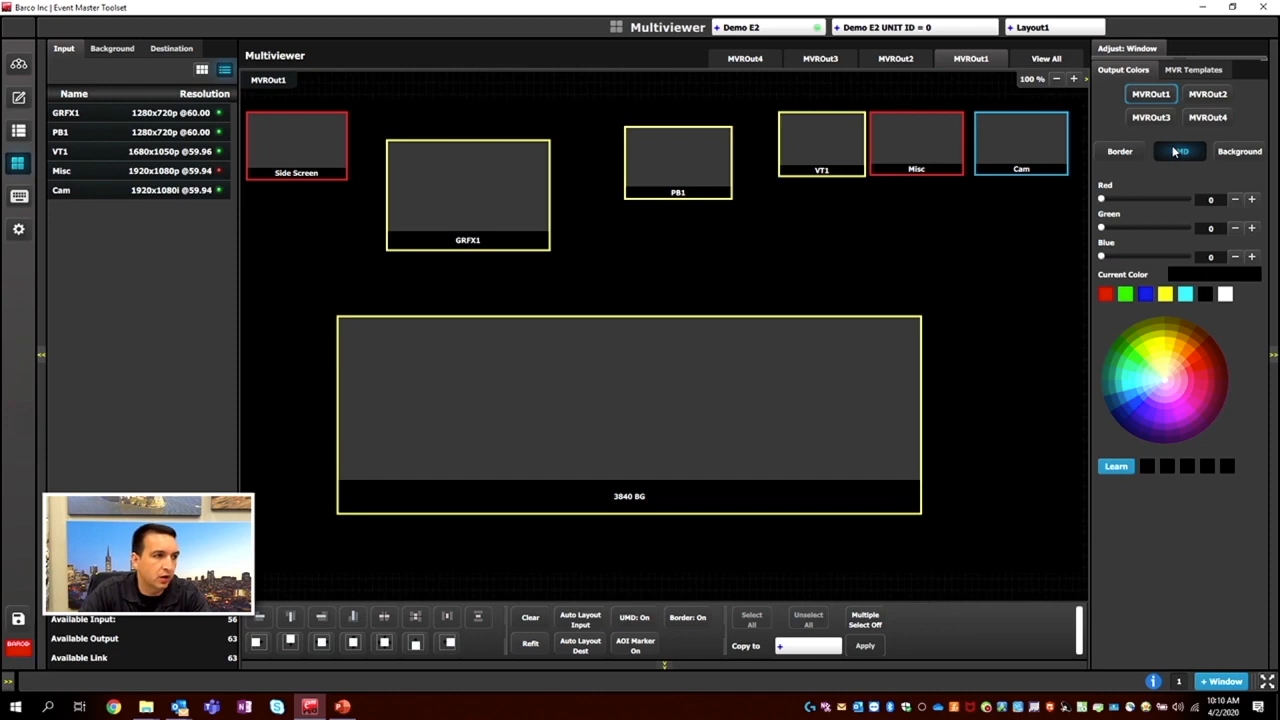 Barco Inc | Event Master Toolset
Multiviewer
+ Demo E2
+ Demo E2 UNIT ID = 0
+ Layout1
Input
Background
Destination
Name
Resolution
GRFX1 1280x720p @60.00
PB1 1280x720p @60.00
VT1 1680x1050p @59.96
Misc 1920x1080p @59.94
Cam 1920x1080i @59.94
Available Input: 56
Available Output 63
Available Link 63
Multiviewer
MVROut4
MVROut3
MVROut2
MVROut1
View All
MVROut1
100 % − + >
Side Screen
GRFX1
PB1
VT1
Misc
Cam
3840 BG
Clear
Auto Layout
Input
UMD: On
Border: On
Select
All
Unselect
All
Multiple
Select Off
Refit
Auto Layout
Dest
AOI Marker
On
Copy to
+
Apply
Adjust: Window
Output Colors
MVR Templates
MVROut1
MVROut2
MVROut3
MVROut4
Border
Background
Red
0 − +
Green
0 − +
Blue
0 − +
Current Color
Learn
<<
>>
>>
BARCO
1
+ Window
10:10 AM
4/2/2020